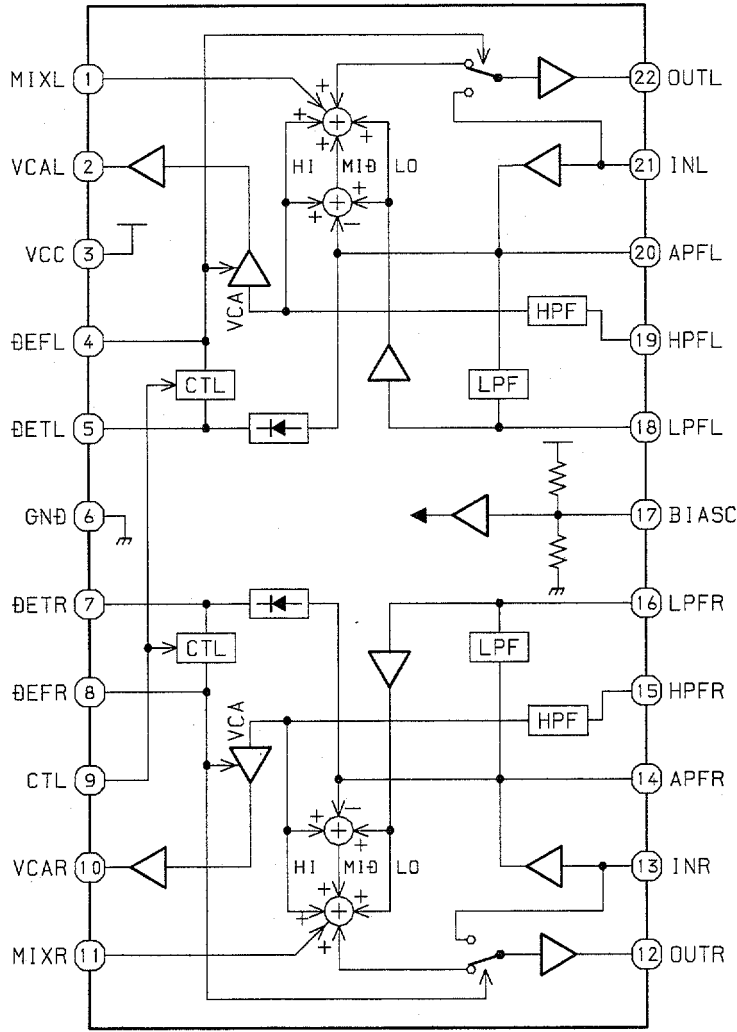 MIXL 1
VCAL 2
VCC 3
DEFL 4
DETL 5
GND 6
DETR 7
DEFR 8
CTL 9
VCAR 10
MIXR 11
22 OUTL
21 INL
20 APFL
19 HPFL
18 LPFL
17 BIASC
16 LPFR
15 HPFR
14 APFR
13 INR
12 OUTR
+ +
+ + +
HI MID LO
+ + −
VCA
HPF
CTL
LPF
CTL
LPF
VCA
HPF
+ − +
HI MID LO
+ + + +